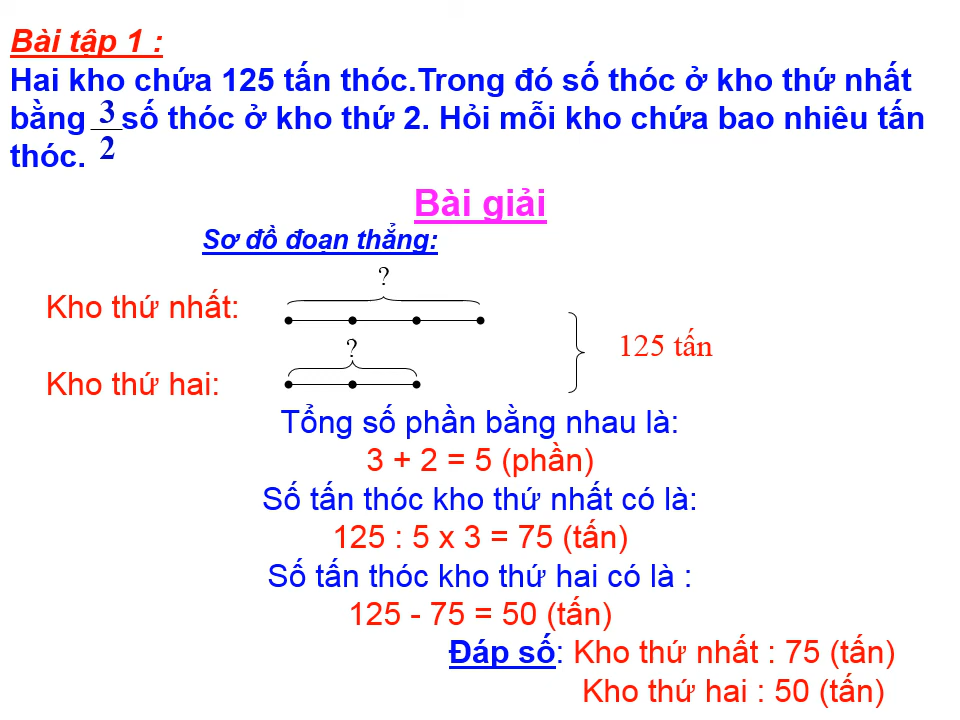 Bài tập 1 :
Hai kho chứa 125 tấn thóc.Trong đó số thóc ở kho thứ nhất
bằng 3/2 số thóc ở kho thứ 2. Hỏi mỗi kho chứa bao nhiêu tấn
thóc.
Bài giải
Sơ đồ đoạn thẳng:
?
Kho thứ nhất:
125 tấn
?
Kho thứ hai:
Tổng số phần bằng nhau là:
3 + 2 = 5 (phần)
Số tấn thóc kho thứ nhất có là:
125 : 5 x 3 = 75 (tấn)
Số tấn thóc kho thứ hai có là :
125 - 75 = 50 (tấn)
Đáp số: Kho thứ nhất : 75 (tấn)
Kho thứ hai : 50 (tấn)